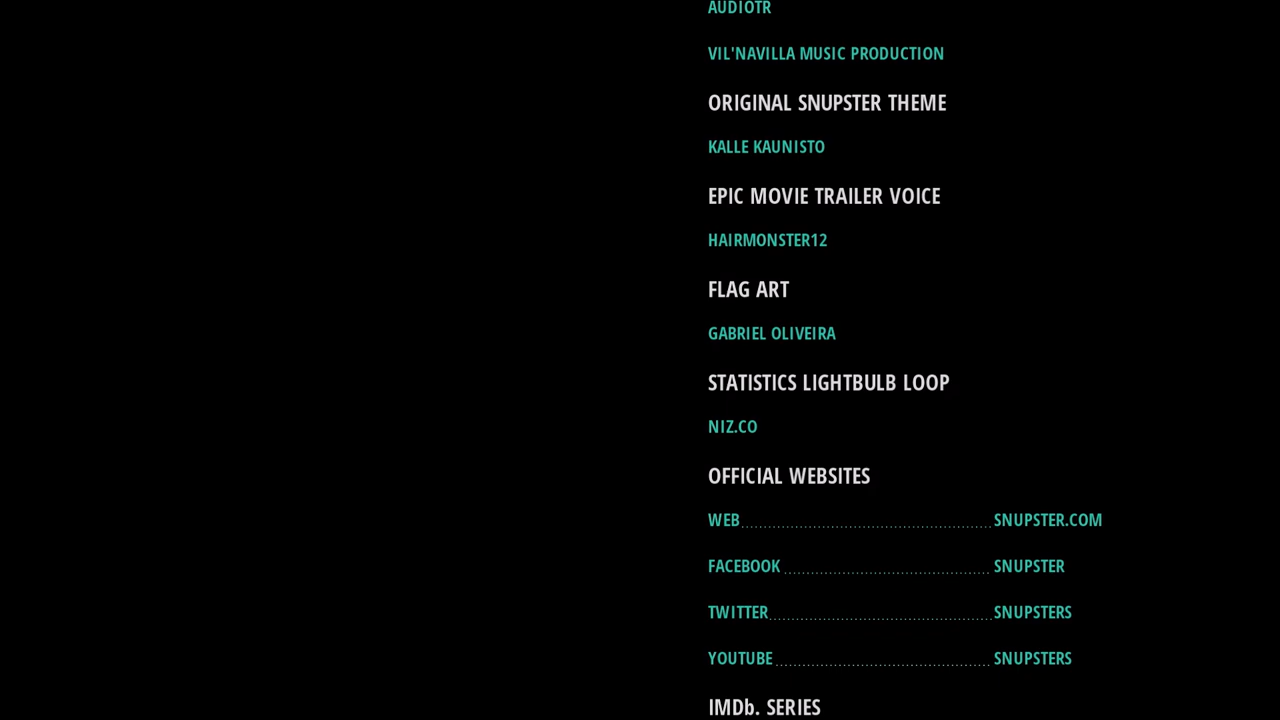 AUDIOTR
VIL'NAVILLA MUSIC PRODUCTION
ORIGINAL SNUPSTER THEME
KALLE KAUNISTO
EPIC MOVIE TRAILER VOICE
HAIRMONSTER12
FLAG ART
GABRIEL OLIVEIRA
STATISTICS LIGHTBULB LOOP
NIZ.CO
OFFICIAL WEBSITES
WEB SNUPSTER.COM
FACEBOOK SNUPSTER
TWITTER SNUPSTERS
YOUTUBE SNUPSTERS
IMDb. SERIES